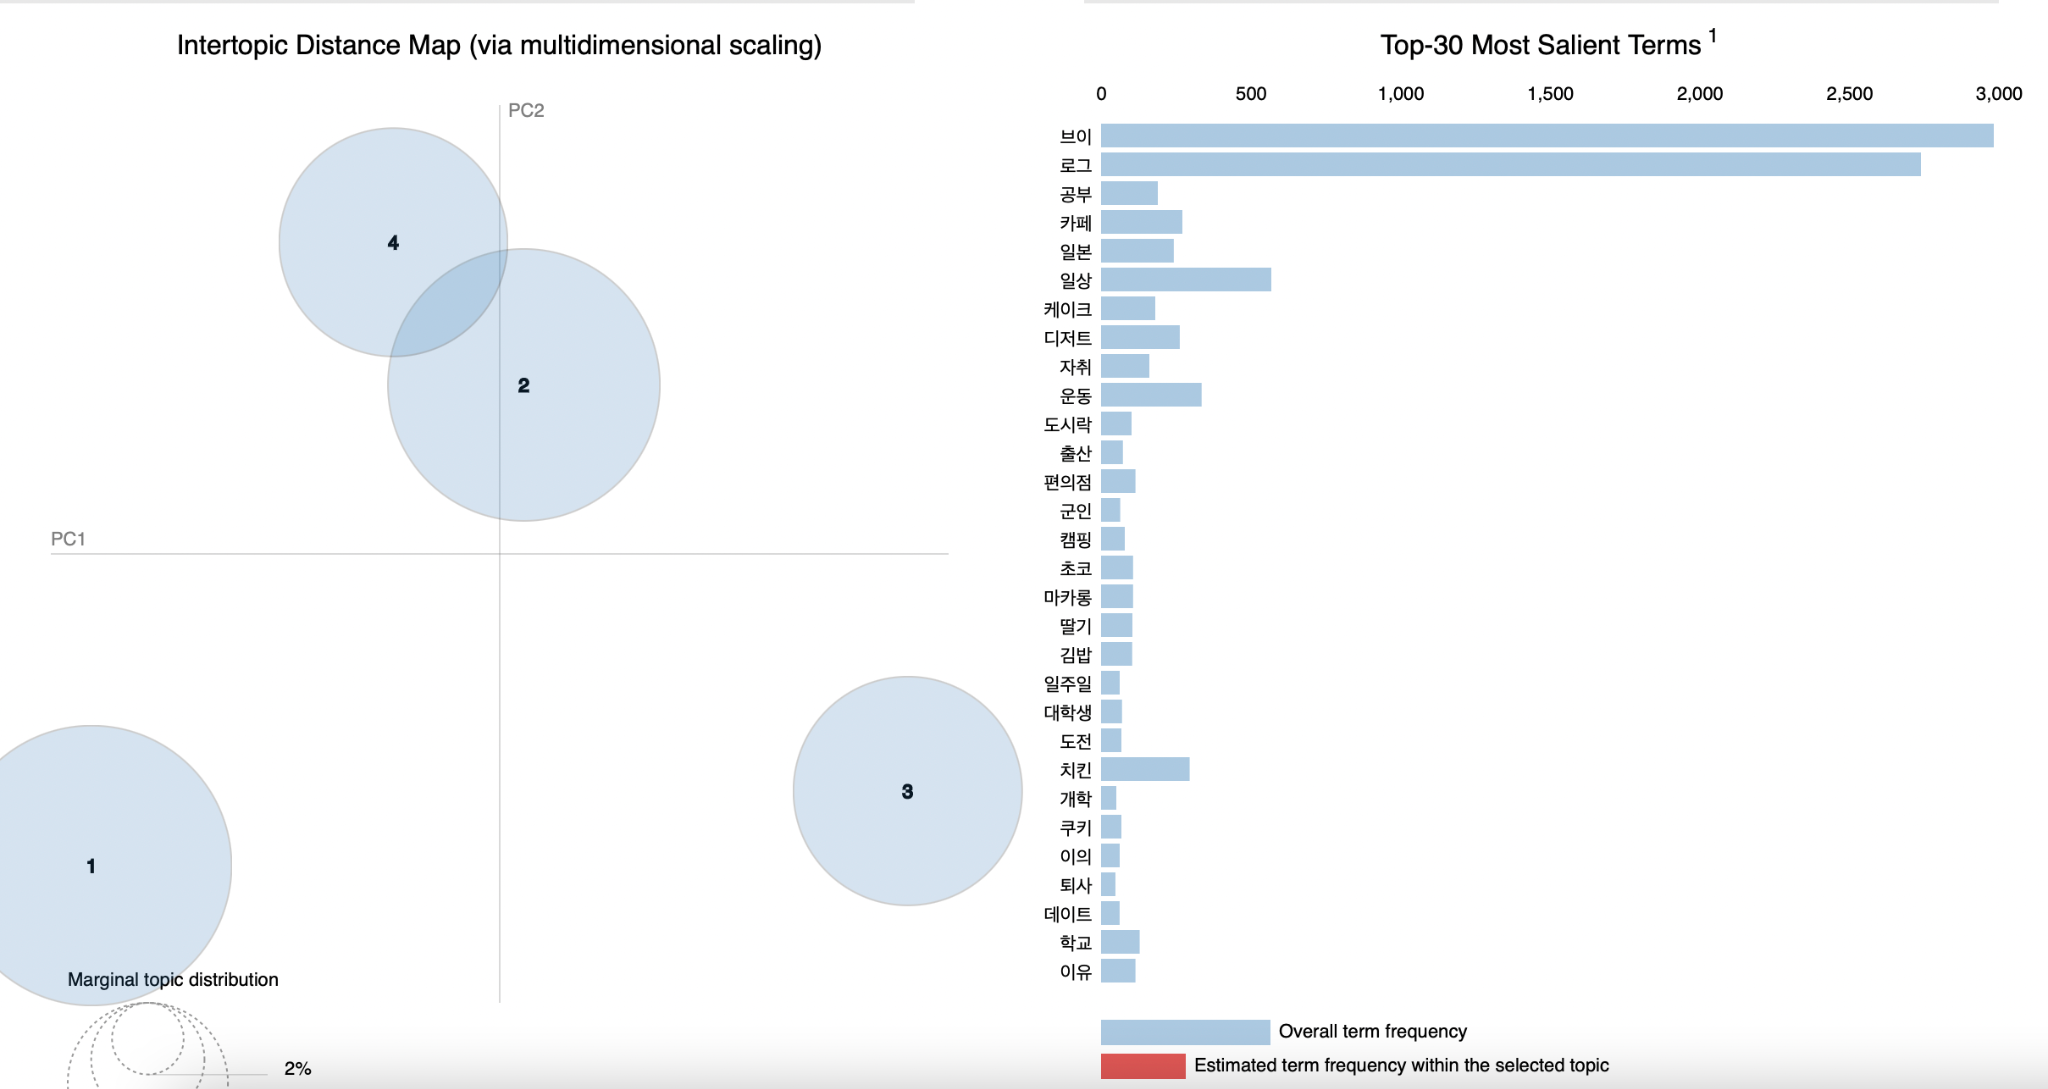 Intertopic Distance Map (via multidimensional scaling)
PC2
4
2
PC1
3
1
Marginal topic distribution
2%
Top-30 Most Salient Terms 1
0 500 1,000 1,500 2,000 2,500 3,000
브이
로그
공부
카페
일본
일상
케이크
디저트
자취
운동
도시락
출산
편의점
군인
캠핑
초코
마카롱
딸기
김밥
일주일
대학생
도전
치킨
개학
쿠키
이의
퇴사
데이트
학교
이유
Overall term frequency
Estimated term frequency within the selected topic